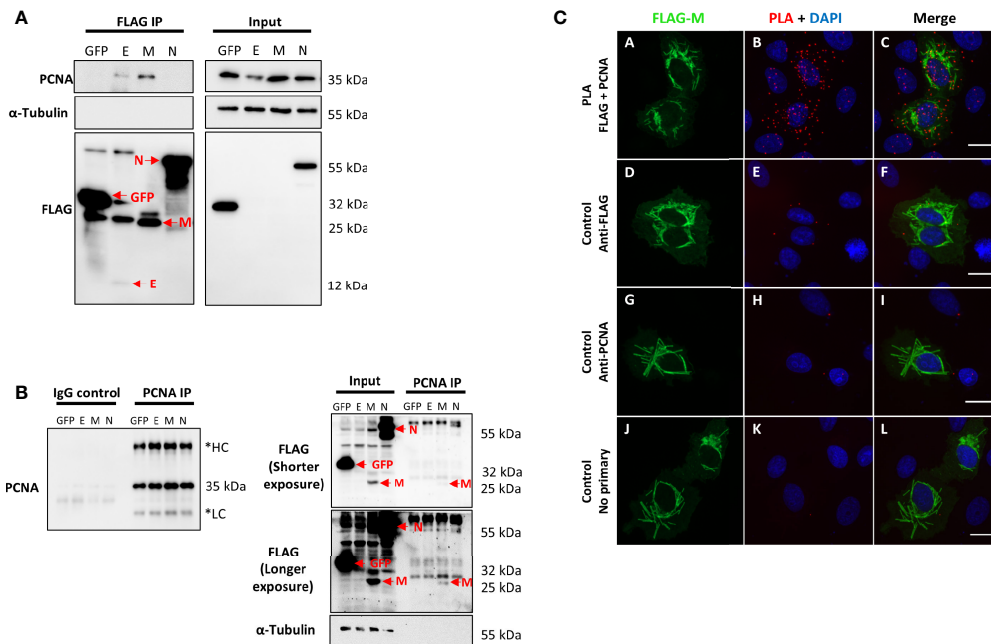 A
FLAG IP
Input
GFP E M N
GFP E M N
PCNA
35 kDa
α-Tubulin
55 kDa
FLAG
N
GFP
M
E
55 kDa
32 kDa
25 kDa
12 kDa
B
IgG control
PCNA IP
GFP E M N
GFP E M N
PCNA
*HC
35 kDa
*LC
Input
PCNA IP
GFP E M N
GFP E M N
FLAG
(Shorter
exposure)
N
GFP
M
M
55 kDa
32 kDa
25 kDa
FLAG
(Longer
exposure)
N
GFP
M
M
55 kDa
32 kDa
25 kDa
α-Tubulin
55 kDa
C
FLAG-M
PLA + DAPI
Merge
PLA
FLAG + PCNA
A
B
C
Control
Anti-FLAG
D
E
F
Control
Anti-PCNA
G
H
I
Control
No primary
J
K
L